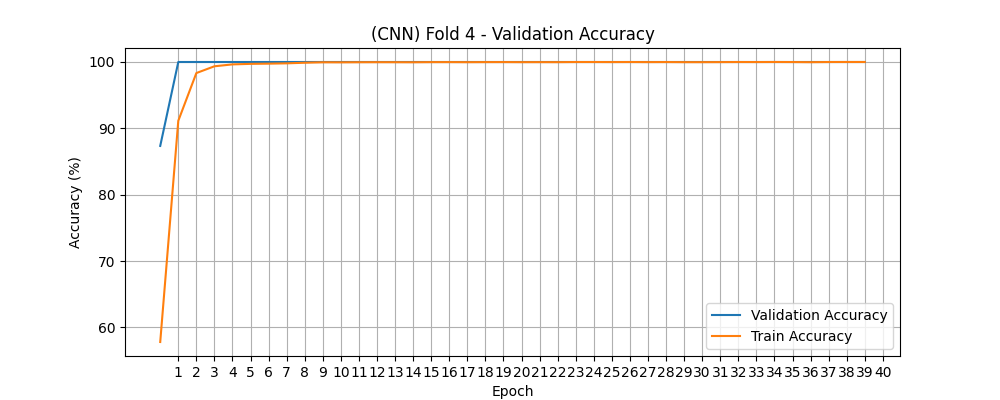 (CNN) Fold 4 - Validation Accuracy
100
90
80
70
60
Accuracy (%)
Validation Accuracy
Train Accuracy
1 2 3 4 5 6 7 8 9 10 11 12 13 14 15 16 17 18 19 20 21 22 23 24 25 26 27 28 29 30 31 32 33 34 35 36 37 38 39 40
Epoch